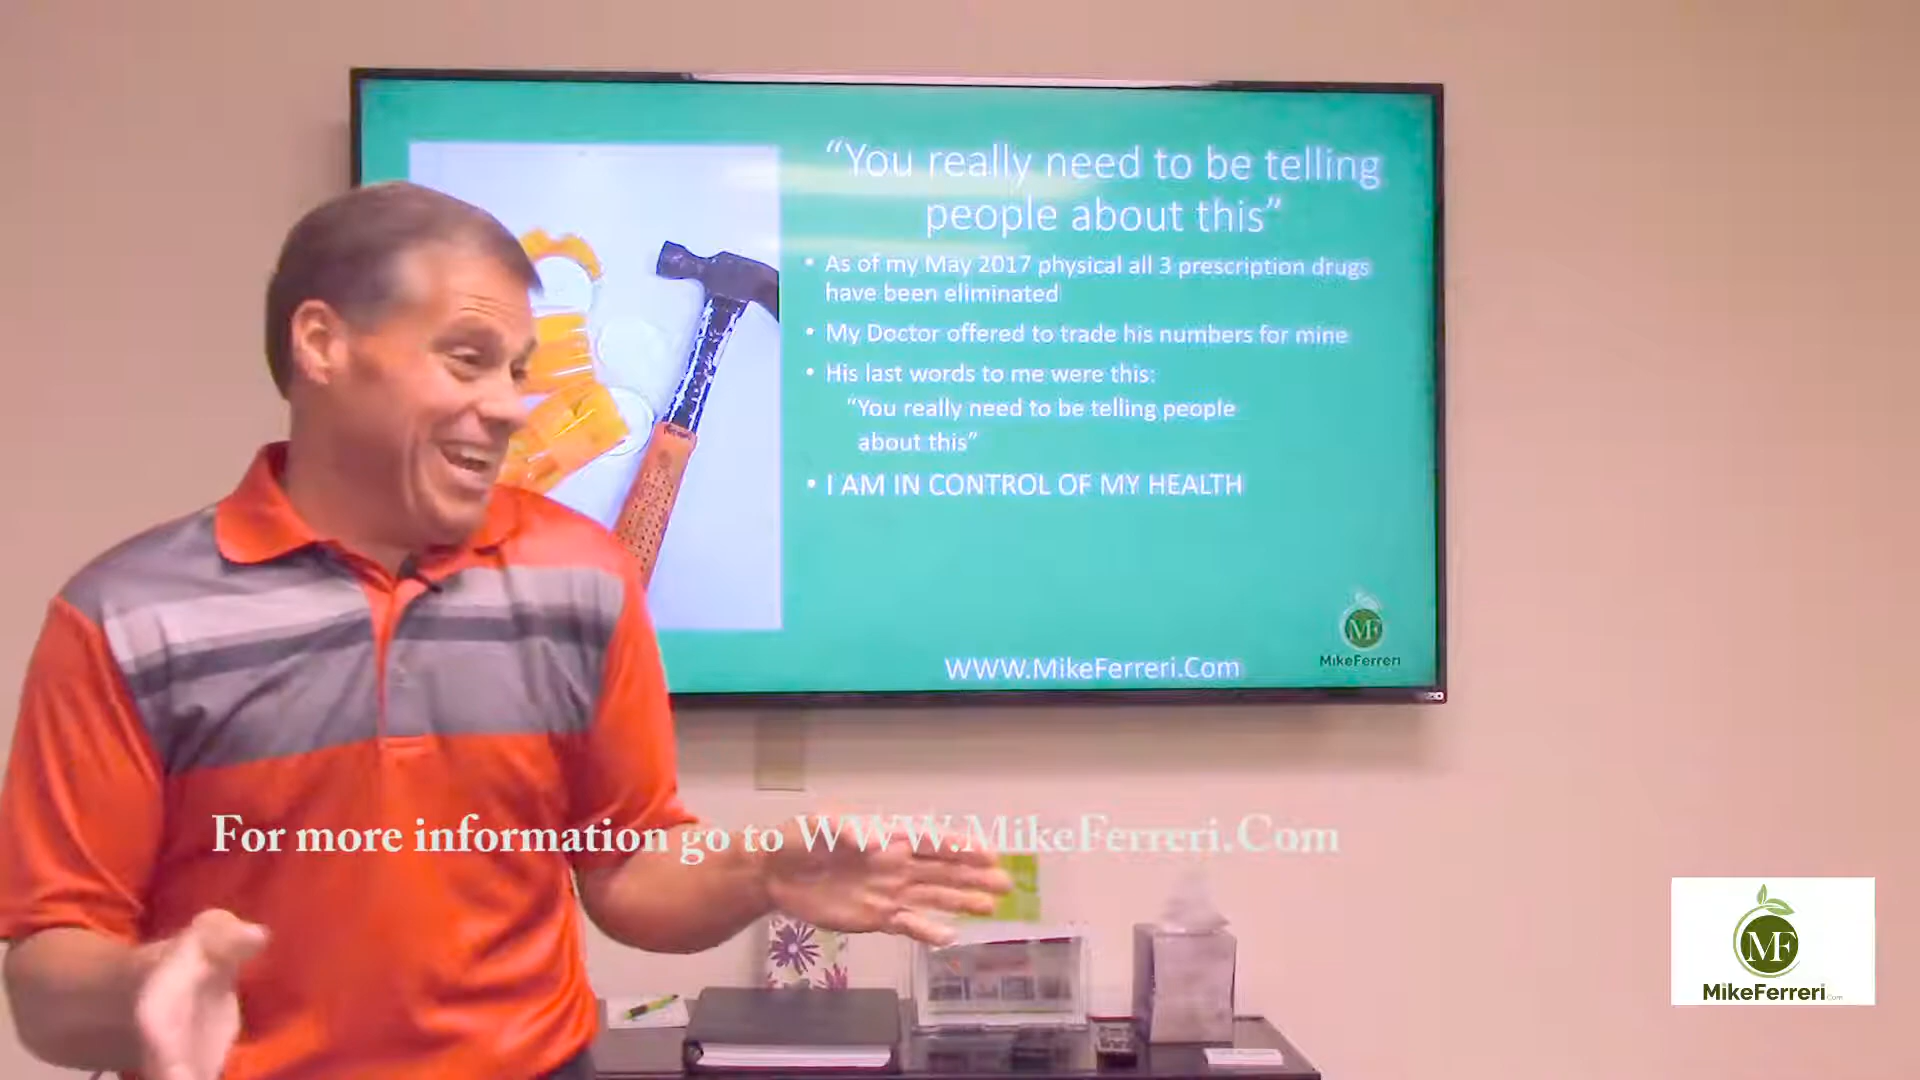 “You really need to be telling
people about this”
• As of my May 2017 physical all 3 prescription drugs
have been eliminated
• My Doctor offered to trade his numbers for mine
• His last words to me were this:
“You really need to be telling people
about this”
• I AM IN CONTROL OF MY HEALTH
MF
MikeFerreri
WWW.MikeFerreri.Com
For more information go to WWW.MikeFerreri.Com
MF
MikeFerreri.Com